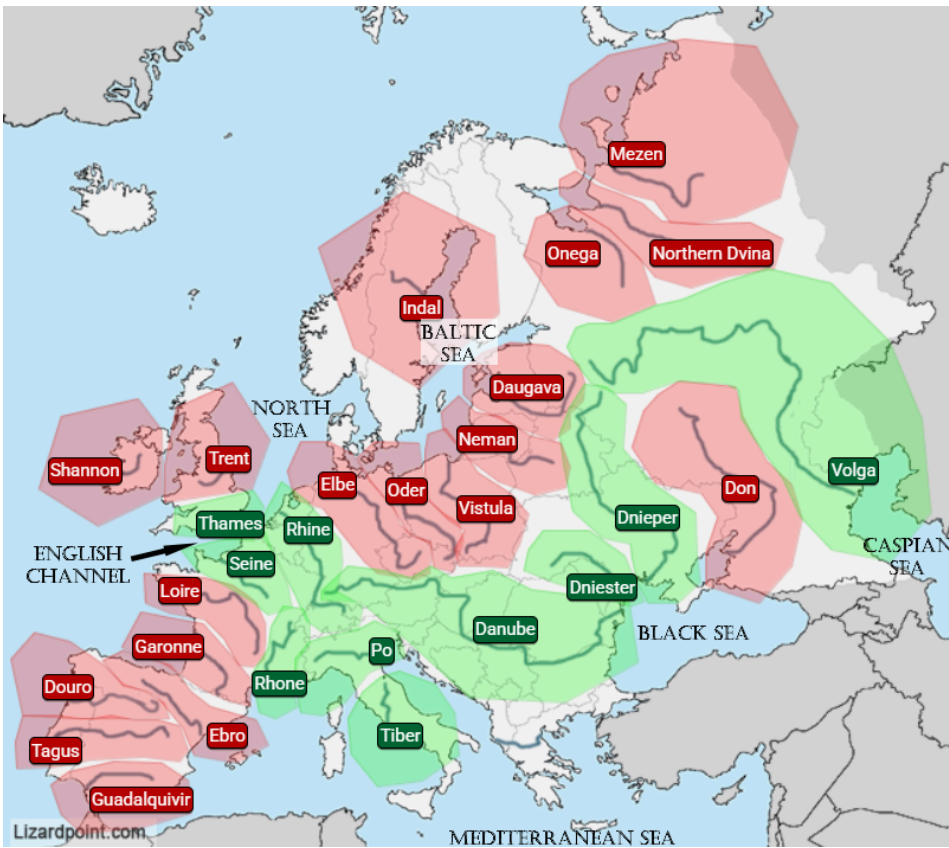 Mezen
Onega
Northern Dvina
Indal
BALTIC
SEA
Daugava
NORTH
SEA
Neman
Shannon
Trent
Elbe
Oder
Volga
Don
Vistula
Thames
Rhine
Dnieper
ENGLISH
CHANNEL
CASPIAN
SEA
Seine
Loire
Dniester
Danube
BLACK SEA
Garonne
Po
Douro
Rhone
Tagus
Ebro
Tiber
Guadalquivir
Lizardpoint.com
MEDITERRANEAN SEA